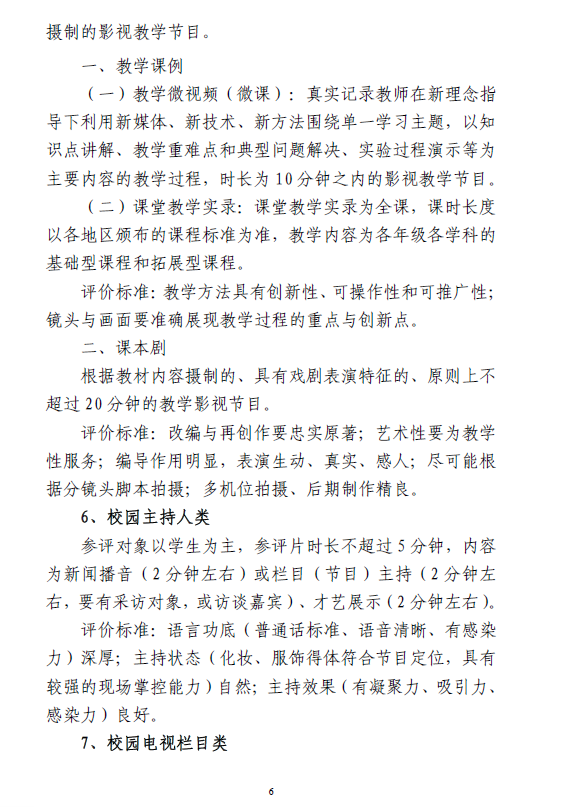 摄制的影视教学节目。
一、教学课例
（一）教学微视频（微课）：真实记录教师在新理念指
导下利用新媒体、新技术、新方法围绕单一学习主题，以知
识点讲解、教学重难点和典型问题解决、实验过程演示等为
主要内容的教学过程，时长为 10 分钟之内的影视教学节目。
（二）课堂教学实录：课堂教学实录为全课，课时长度
以各地区颁布的课程标准为准，教学内容为各年级各学科的
基础型课程和拓展型课程。
评价标准：教学方法具有创新性、可操作性和可推广性；
镜头与画面要准确展现教学过程的重点与创新点。
二、课本剧
根据教材内容摄制的、具有戏剧表演特征的、原则上不
超过 20 分钟的教学影视节目。
评价标准：改编与再创作要忠实原著；艺术性要为教学
性服务；编导作用明显，表演生动、真实、感人；尽可能根
据分镜头脚本拍摄；多机位拍摄、后期制作精良。
6、校园主持人类
参评对象以学生为主，参评片时长不超过 5 分钟，内容
为新闻播音（2 分钟左右）或栏目（节目）主持（2 分钟左
右，要有采访对象，或访谈嘉宾）、才艺展示（2 分钟左右）。
评价标准：语言功底（普通话标准、语音清晰、有感染
力）深厚；主持状态（化妆、服饰得体符合节目定位，具有
较强的现场掌控能力）自然；主持效果（有凝聚力、吸引力、
感染力）良好。
7、校园电视栏目类
6